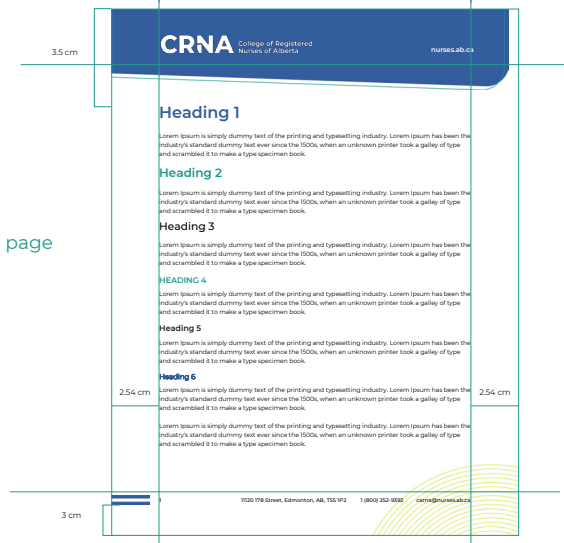 3.5 cm
CRNA College of Registered
Nurses of Alberta
nurses.ab.ca
Heading 1
Lorem Ipsum is simply dummy text of the printing and typesetting industry. Lorem Ipsum has been the
industry's standard dummy text ever since the 1500s, when an unknown printer took a galley of type
and scrambled it to make a type specimen book.
Heading 2
Lorem Ipsum is simply dummy text of the printing and typesetting industry. Lorem Ipsum has been the
industry's standard dummy text ever since the 1500s, when an unknown printer took a galley of type
and scrambled it to make a type specimen book.
Heading 3
page
Lorem Ipsum is simply dummy text of the printing and typesetting industry. Lorem Ipsum has been the
industry's standard dummy text ever since the 1500s, when an unknown printer took a galley of type
and scrambled it to make a type specimen book.
HEADING 4
Lorem Ipsum is simply dummy text of the printing and typesetting industry. Lorem Ipsum has been the
industry's standard dummy text ever since the 1500s, when an unknown printer took a galley of type
and scrambled it to make a type specimen book.
Heading 5
Lorem Ipsum is simply dummy text of the printing and typesetting industry. Lorem Ipsum has been the
industry's standard dummy text ever since the 1500s, when an unknown printer took a galley of type
and scrambled it to make a type specimen book.
Heading 6
Lorem Ipsum is simply dummy text of the printing and typesetting industry. Lorem Ipsum has been the
industry's standard dummy text ever since the 1500s, when an unknown printer took a galley of type
and scrambled it to make a type specimen book.
2.54 cm
2.54 cm
Lorem Ipsum is simply dummy text of the printing and typesetting industry. Lorem Ipsum has been the
industry's standard dummy text ever since the 1500s, when an unknown printer took a galley of type
and scrambled it to make a type specimen book.
1 11120 178 Street, Edmonton, AB, T5S 1P2 1 (800) 252-9392 carna@nurses.ab.ca
3 cm